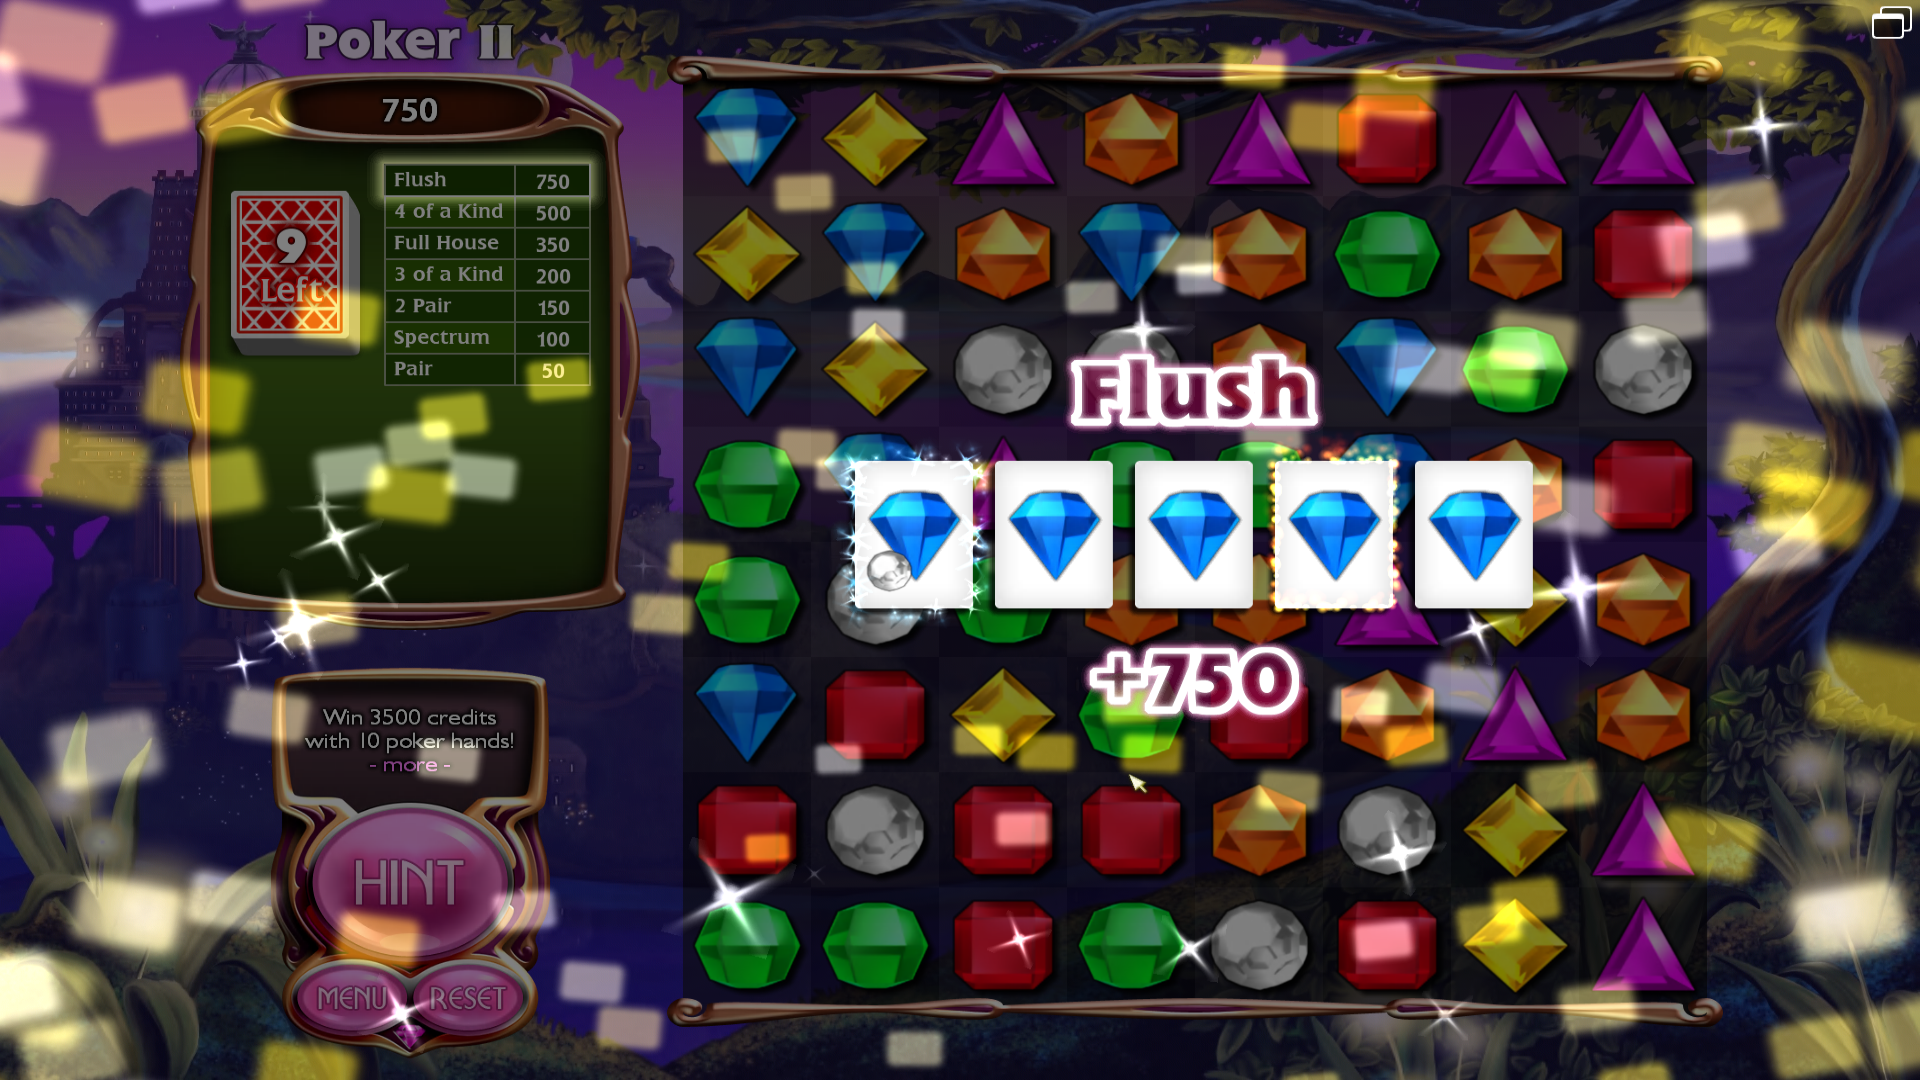 Poker II
750
Flush 750
4 of a Kind 500
Full House 350
3 of a Kind 200
2 Pair 150
Spectrum 100
Pair 50
9
Left
Flush
+750
Win 3500 credits
with 10 poker hands!
- more -
HINT
MENU RESET